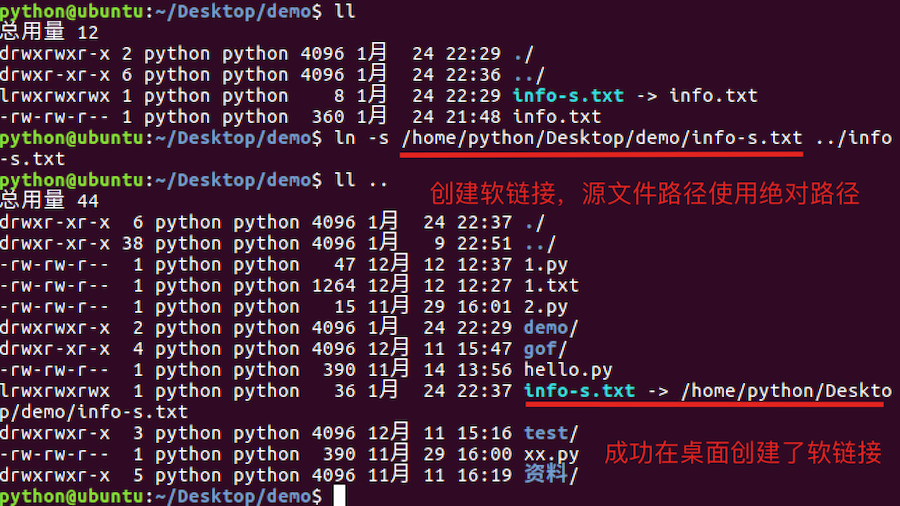 python@ubuntu:~/Desktop/demo$ ll
总用量 12
drwxrwxr-x 2 python python 4096 1月  24 22:29 ./
drwxr-xr-x 6 python python 4096 1月  24 22:36 ../
lrwxrwxrwx 1 python python    8 1月  24 22:29 info-s.txt -> info.txt
-rw-rw-r-- 1 python python  360 1月  24 21:48 info.txt
python@ubuntu:~/Desktop/demo$ ln -s /home/python/Desktop/demo/info-s.txt ../info
-s.txt
python@ubuntu:~/Desktop/demo$ ll ..
创建软链接，源文件路径使用绝对路径
总用量 44
drwxr-xr-x  6 python python 4096 1月  24 22:37 ./
drwxr-xr-x 38 python python 4096 1月   9 22:51 ../
-rw-rw-r--  1 python python   47 12月 12 12:37 1.py
-rw-rw-r--  1 python python 1264 12月 12 12:27 1.txt
-rw-rw-r--  1 python python   15 11月 29 16:01 2.py
drwxrwxr-x  2 python python 4096 1月  24 22:29 demo/
drwxr-xr-x  4 python python 4096 12月 11 15:47 gof/
-rw-rw-r--  1 python python  390 11月 14 13:56 hello.py
lrwxrwxrwx  1 python python   36 1月  24 22:37 info-s.txt -> /home/python/Deskto
p/demo/info-s.txt
drwxrwxr-x  3 python python 4096 12月 11 15:16 test/
-rw-rw-r--  1 python python  390 11月 29 16:00 xx.py
成功在桌面创建了软链接
drwxrwxr-x  5 python python 4096 11月 11 16:19 资料/
python@ubuntu:~/Desktop/demo$